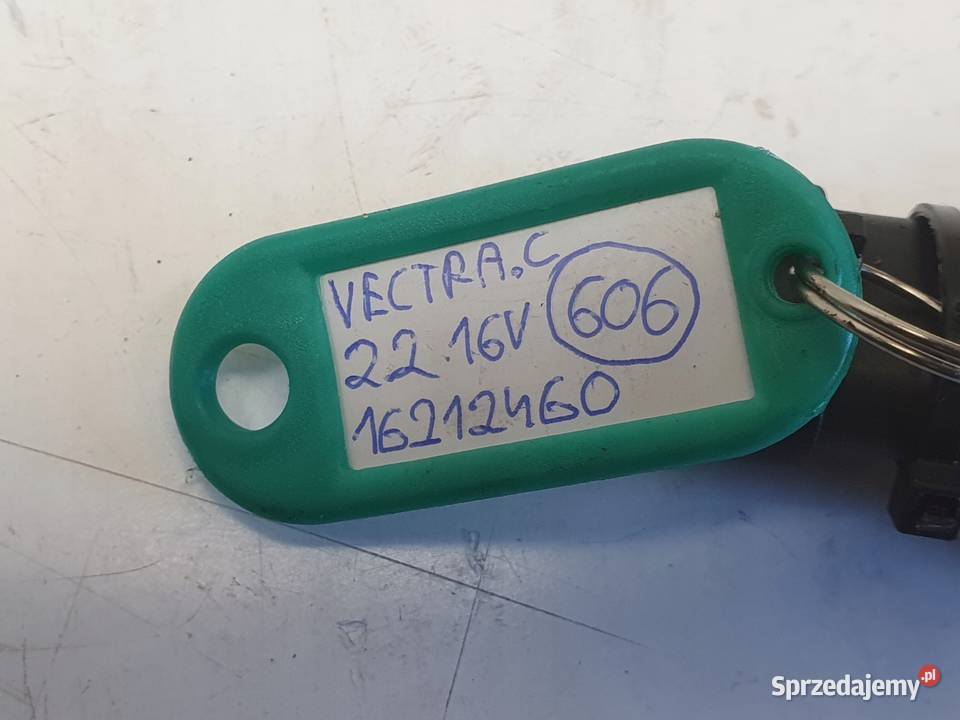 VECTRA.C
22 16V 606
16212460
Sprzedajemy.pl